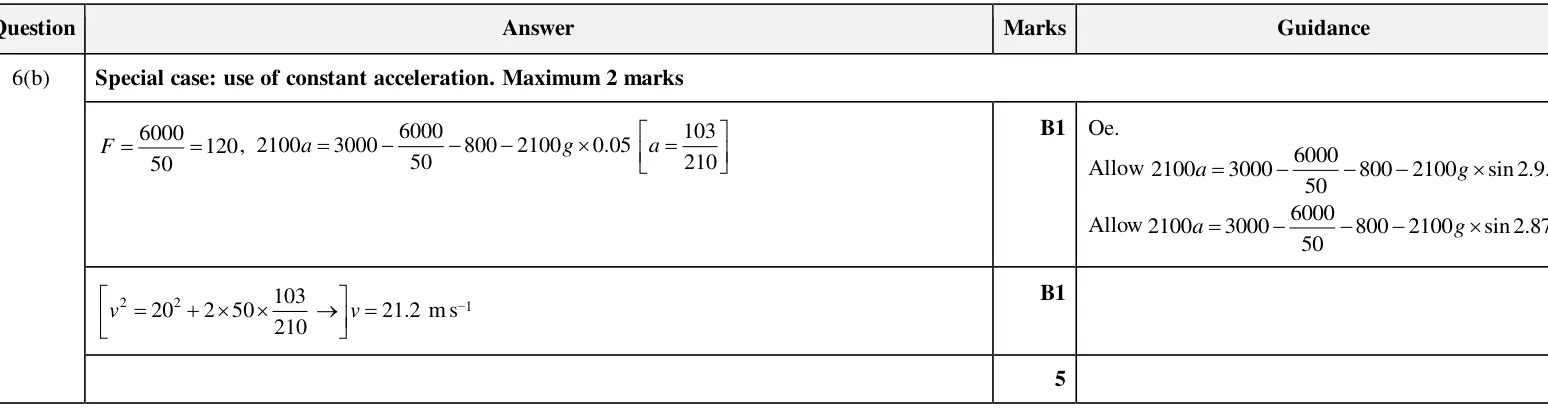 Question Answer Marks Guidance
6(b) Special case: use of constant acceleration. Maximum 2 marks
F = 6000/50 = 120, 2100a = 3000 − 6000/50 − 800 − 2100g × 0.05 [a = 103/210] B1 Oe.
Allow 2100a = 3000 − 6000/50 − 800 − 2100g × sin 2.9.
Allow 2100a = 3000 − 6000/50 − 800 − 2100g × sin 2.87
[v² = 20² + 2 × 50 × 103/210 →] v = 21.2 m s⁻¹ B1
5